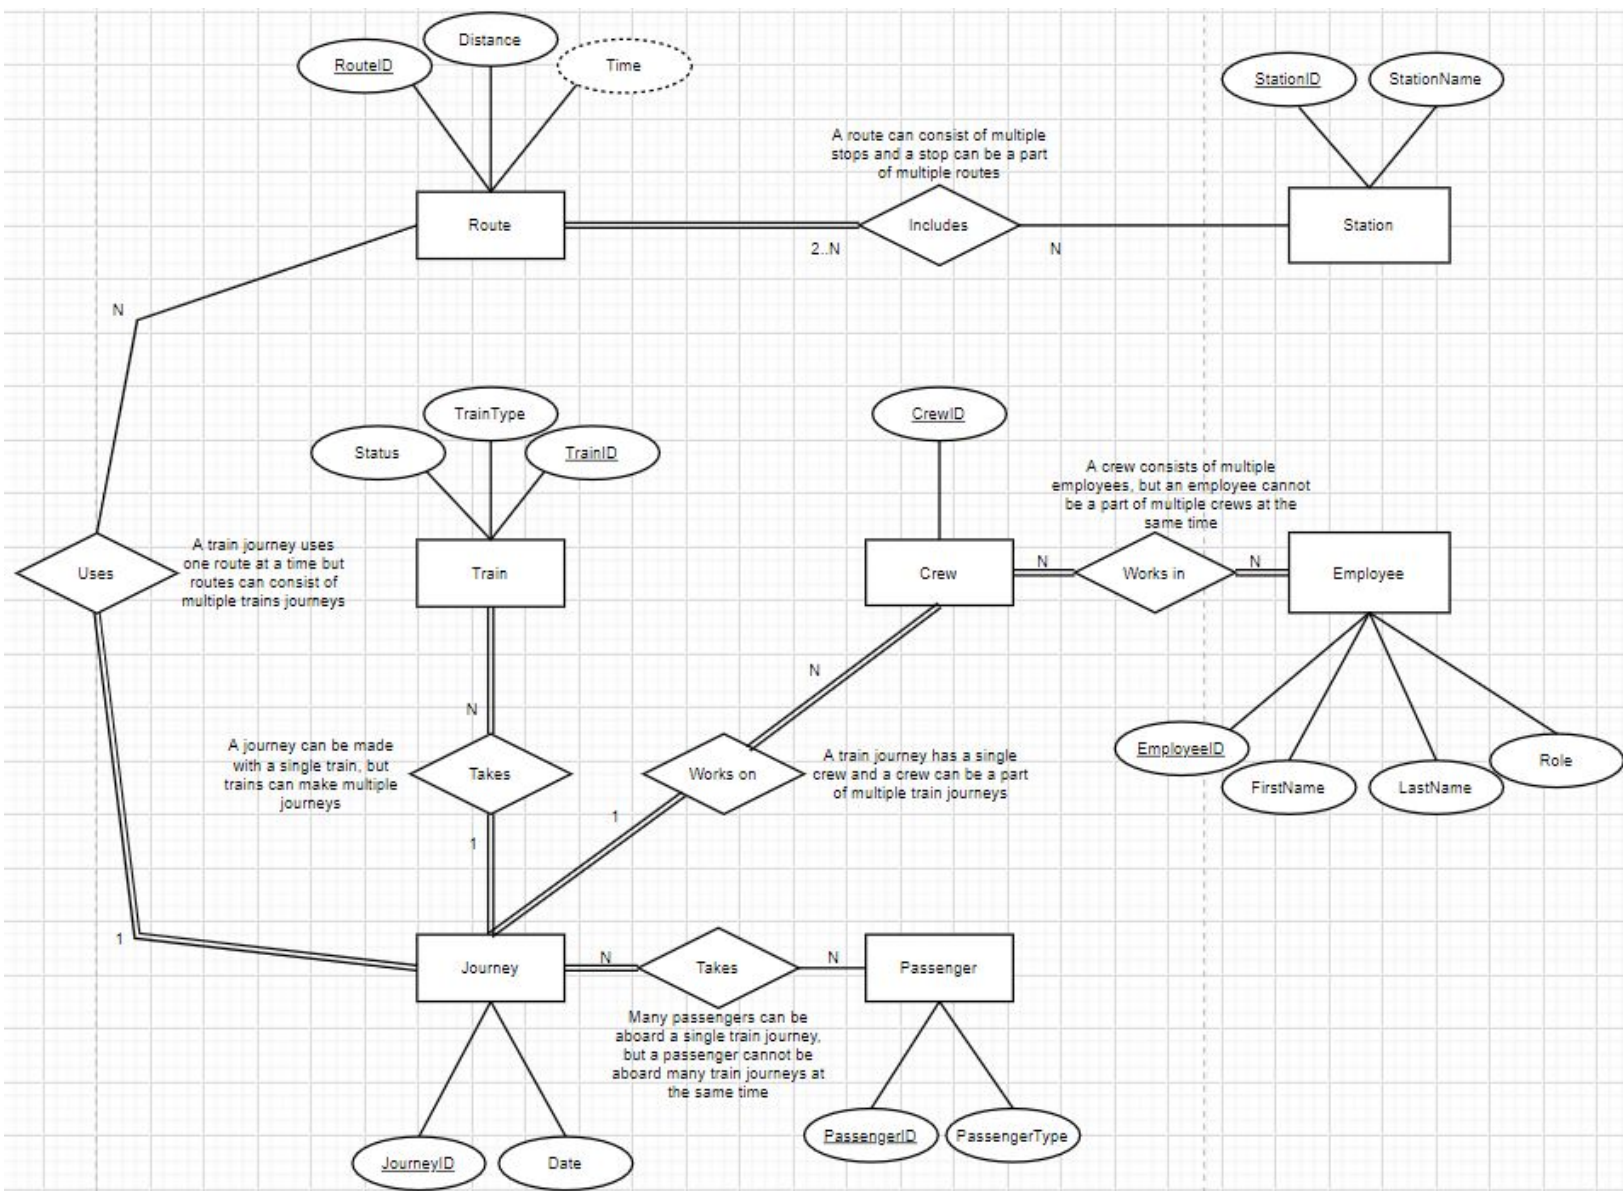 Distance
RouteID
Time
StationID
StationName
A route can consist of multiple
stops and a stop can be a part
of multiple routes
Route
Includes
Station
2..N
N
N
TrainType
CrewID
Status
TrainID
A crew consists of multiple
employees, but an employee cannot
be a part of multiple crews at the
same time
Uses
A train journey uses
one route at a time but
routes can consist of
multiple trains journeys
Train
Crew
N
Works in
N
Employee
N
N
A journey can be made
with a single train, but
trains can make multiple
journeys
Takes
Works on
A train journey has a single
crew and a crew can be a part
of multiple train journeys
EmployeeID
FirstName
LastName
Role
1
1
1
Journey
N
Takes
N
Passenger
Many passengers can be
aboard a single train journey,
but a passenger cannot be
aboard many train journeys at
the same time
PassengerID
PassengerType
JourneyID
Date